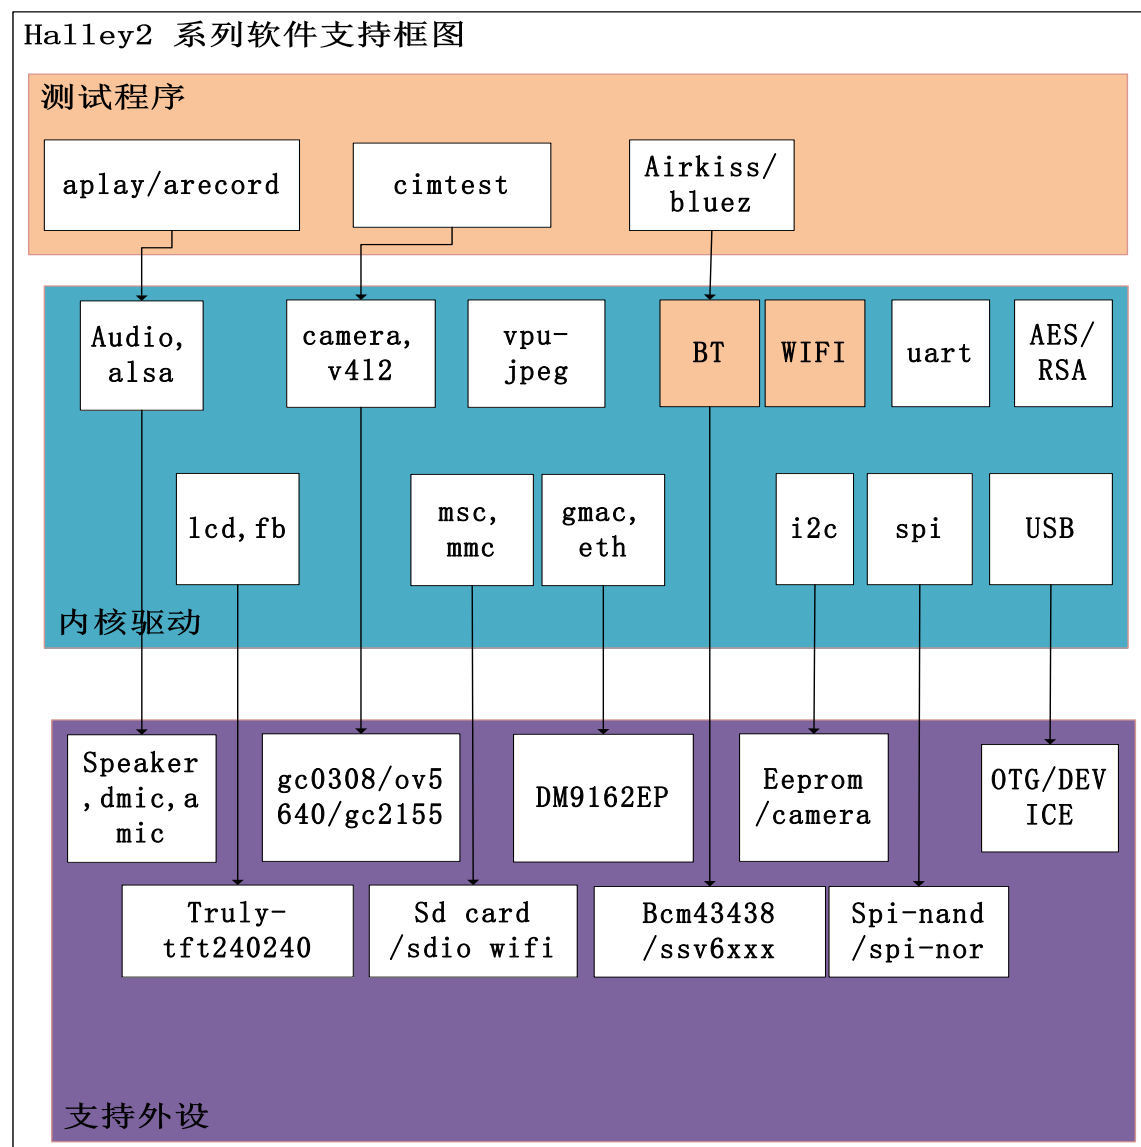 Halley2 系列软件支持框图
测试程序
aplay/arecord
cimtest
Airkiss/
bluez
Audio,
alsa
camera,
v4l2
vpu-
jpeg
BT
WIFI
uart
AES/
RSA
lcd,fb
msc,
mmc
gmac,
eth
i2c
spi
USB
内核驱动
Speaker
,dmic,a
mic
gc0308/ov5
640/gc2155
DM9162EP
Eeprom
/camera
OTG/DEV
ICE
Truly-
tft240240
Sd card
/sdio wifi
Bcm43438
/ssv6xxx
Spi-nand
/spi-nor
支持外设